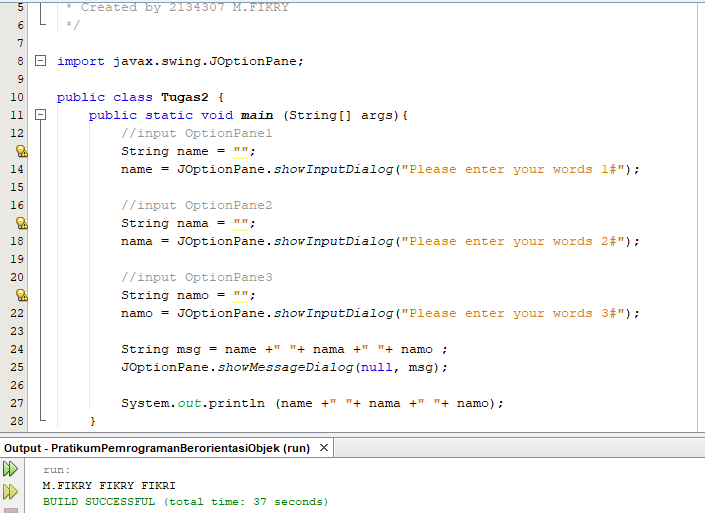 5 * Created by 2134307 M.FIKRY
6 */
7
8 import javax.swing.JOptionPane;
9
10 public class Tugas2 {
11 public static void main (String[] args){
12 //input OptionPane1
String name = "";
14 name = JOptionPane.showInputDialog("Please enter your words 1#");
15
16 //input OptionPane2
String nama = "";
18 nama = JOptionPane.showInputDialog("Please enter your words 2#");
19
20 //input OptionPane3
String namo = "";
22 namo = JOptionPane.showInputDialog("Please enter your words 3#");
23
24 String msg = name +" "+ nama +" "+ namo ;
25 JOptionPane.showMessageDialog(null, msg);
26
27 System.out.println (name +" "+ nama +" "+ namo);
28 }
Output - PratikumPemrogramanBerorientasiObjek (run) ×
run:
M.FIKRY FIKRY FIKRI
BUILD SUCCESSFUL (total time: 37 seconds)